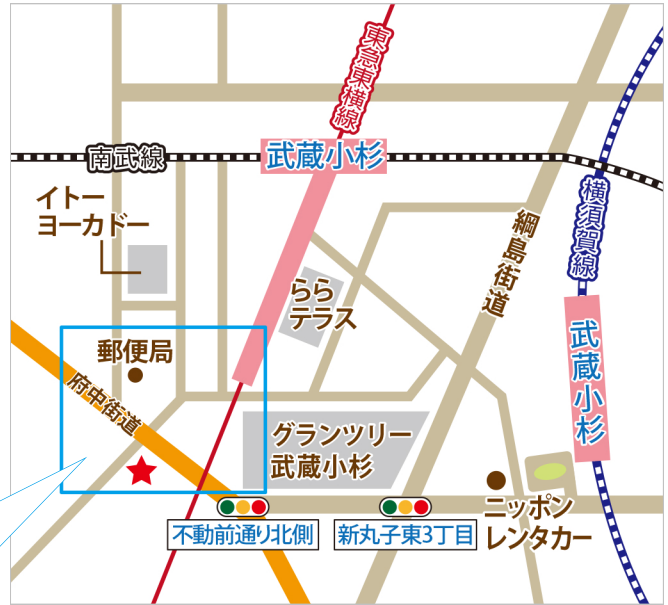 東急東横線
南武線
武蔵小杉
横須賀線
イトー
ヨーカドー
綱島街道
らら
テラス
武蔵小杉
郵便局
府中街道
グランツリー
武蔵小杉
ニッポン
レンタカー
不動前通り北側
新丸子東3丁目